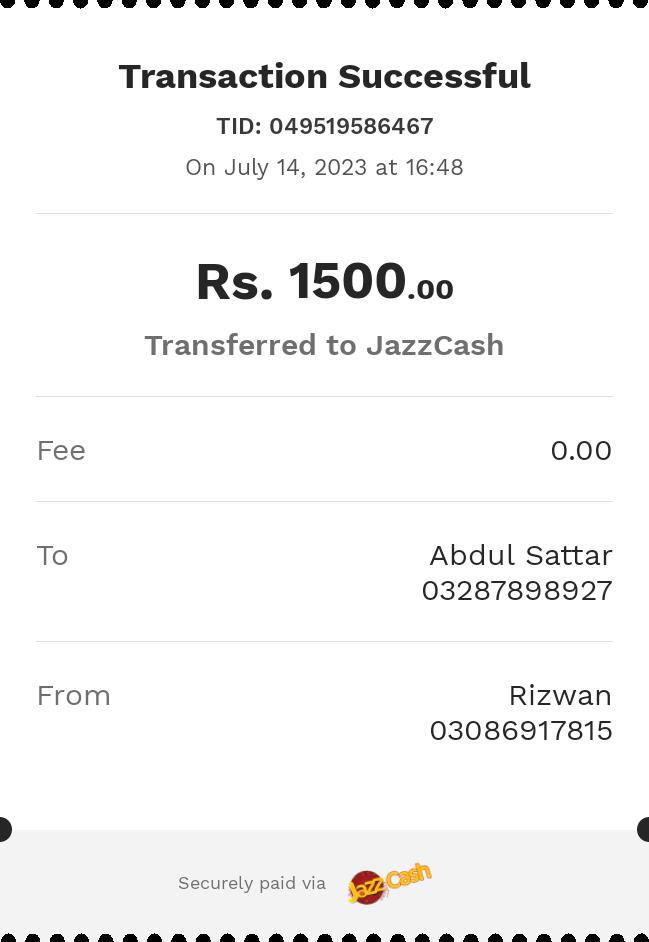 Transaction Successful
TID: 049519586467
On July 14, 2023 at 16:48
Rs. 1500.00
Transferred to JazzCash
Fee 0.00
To Abdul Sattar
03287898927
From Rizwan
03086917815
Securely paid via JazzCash